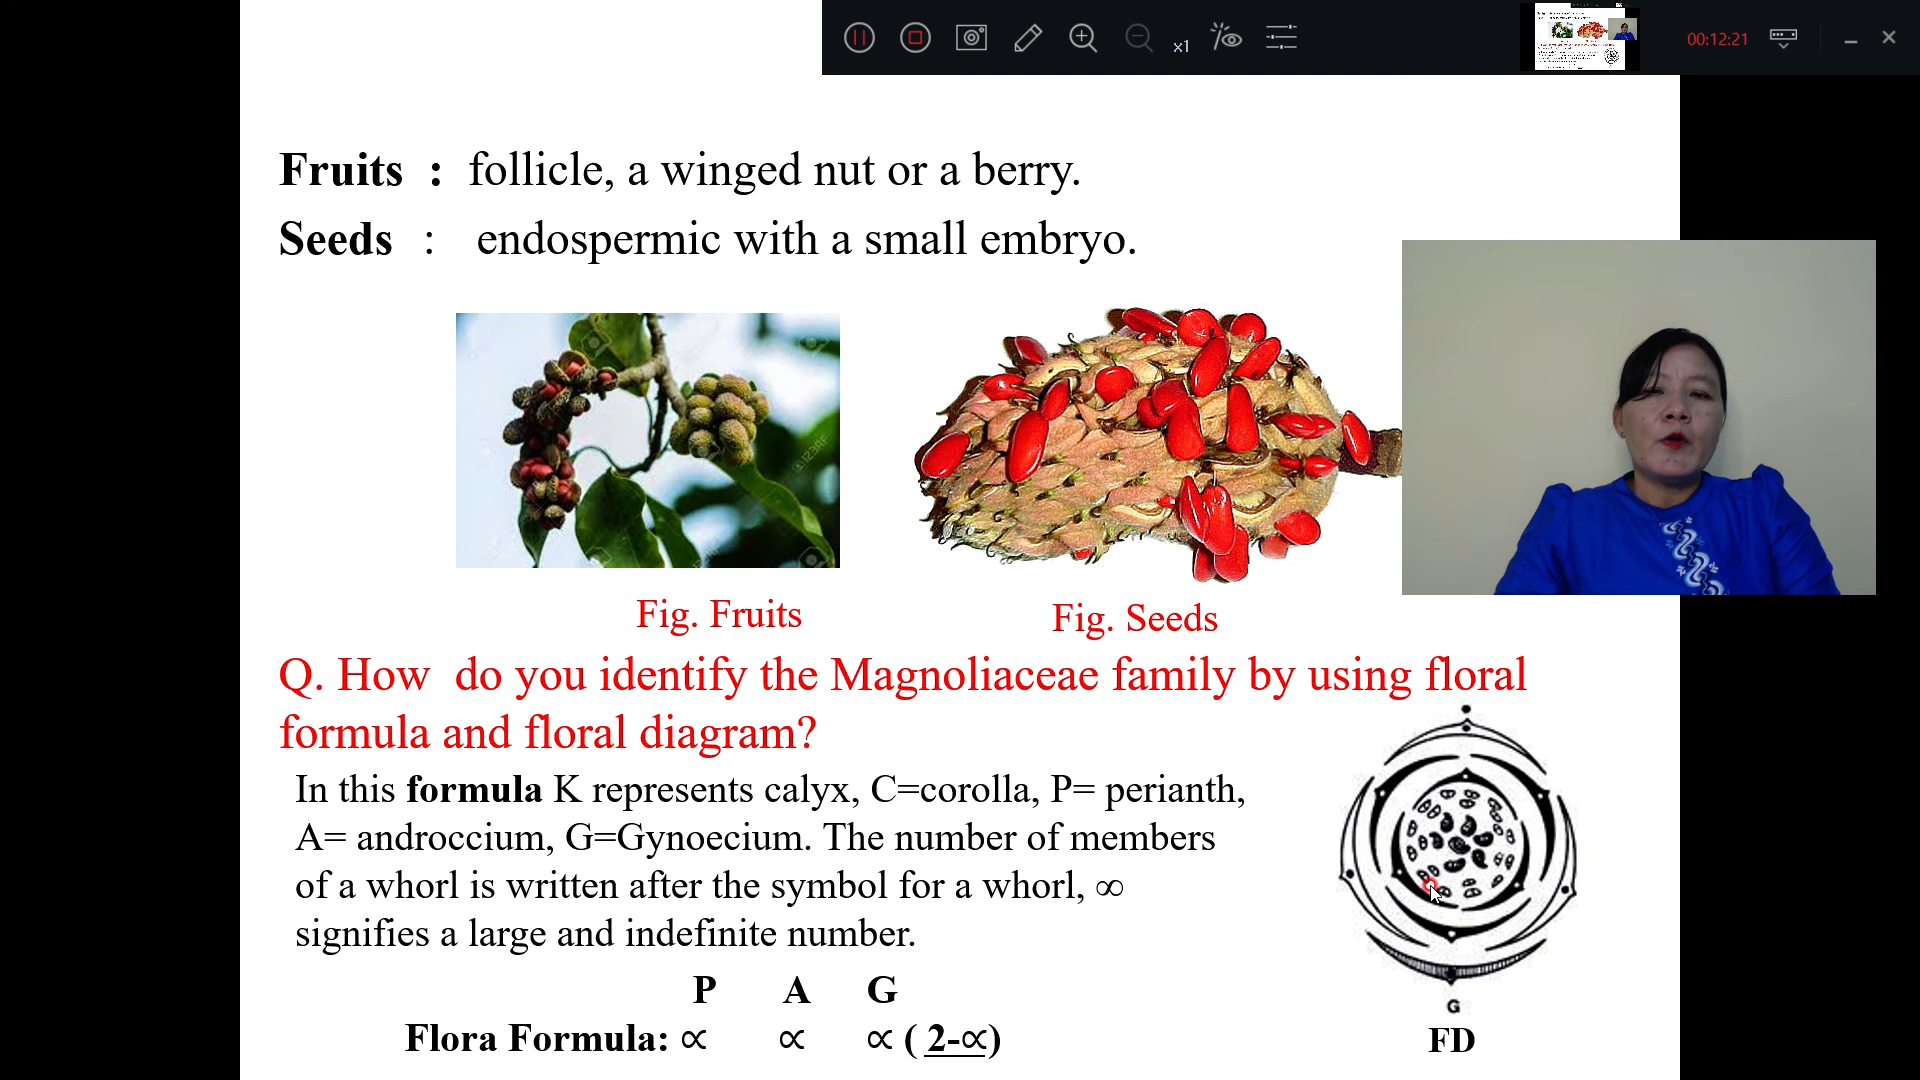 x1
00:12:21
Fruits : follicle, a winged nut or a berry.
Seeds : endospermic with a small embryo.
Fig. Fruits
Fig. Seeds
Q. How do you identify the Magnoliaceae family by using floral
formula and floral diagram?
In this formula K represents calyx, C=corolla, P= perianth,
A= androccium, G=Gynoecium. The number of members
of a whorl is written after the symbol for a whorl, ∞
signifies a large and indefinite number.
P A G
Flora Formula: ∝ ∝ ∝ ( 2-∝)
G
FD